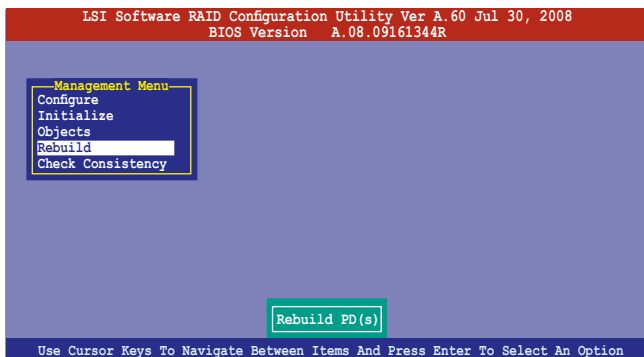 LSI Software RAID Configuration Utility Ver A.60 Jul 30, 2008
BIOS Version A.08.09161344R
Management Menu
Configure
Initialize
Objects
Rebuild
Check Consistency
Rebuild PD(s)
Use Cursor Keys To Navigate Between Items And Press Enter To Select An Option